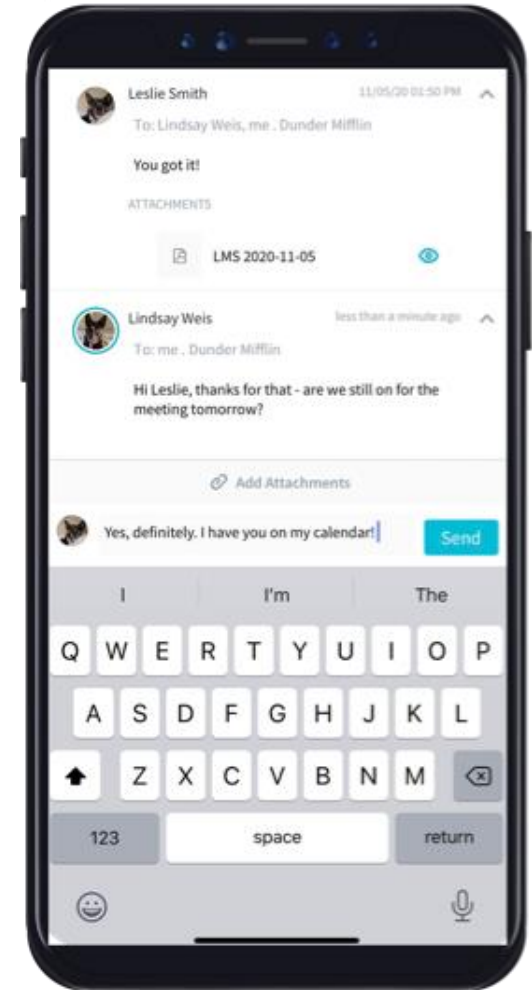 Leslie Smith 11/05/20 01:50 PM
To: Lindsay Weis, me . Dunder Mifflin
You got it!
ATTACHMENTS
LMS 2020-11-05
Lindsay Weis less than a minute ago
To: me . Dunder Mifflin
Hi Leslie, thanks for that - are we still on for the
meeting tomorrow?
Add Attachments
Yes, definitely. I have you on my calendar!
Send
I I'm The
Q W E R T Y U I O P
A S D F G H J K L
Z X C V B N M
123 space return